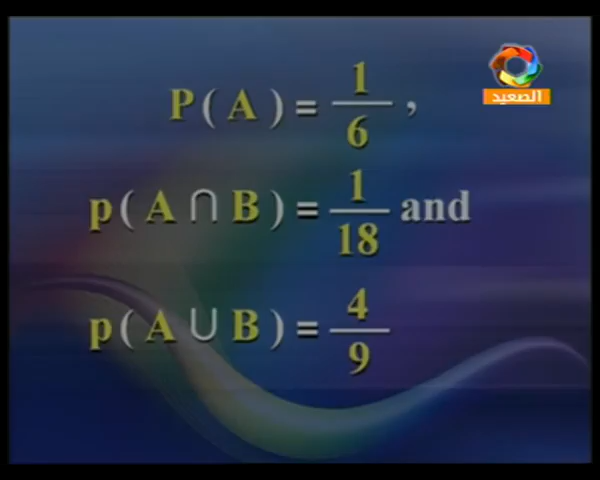 P(A) = 1/6 ,
p(A ∩ B) = 1/18 and
p(A ∪ B) = 4/9
الصعيد